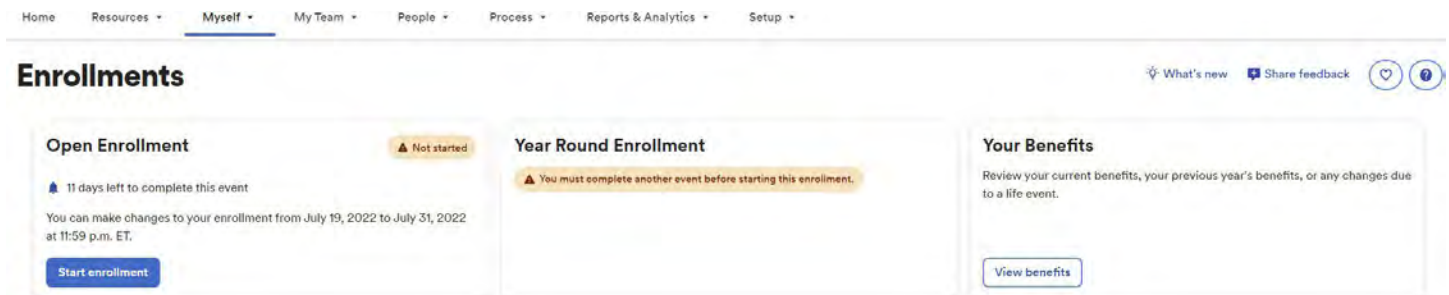 Home Resources Myself My Team People Process Reports & Analytics Setup
Enrollments
What's new Share feedback
Open Enrollment
Not started
11 days left to complete this event
You can make changes to your enrollment from July 19, 2022 to July 31, 2022
at 11:59 p.m. ET.
Start enrollment
Year Round Enrollment
You must complete another event before starting this enrollment.
Your Benefits
Review your current benefits, your previous year's benefits, or any changes due
to a life event.
View benefits